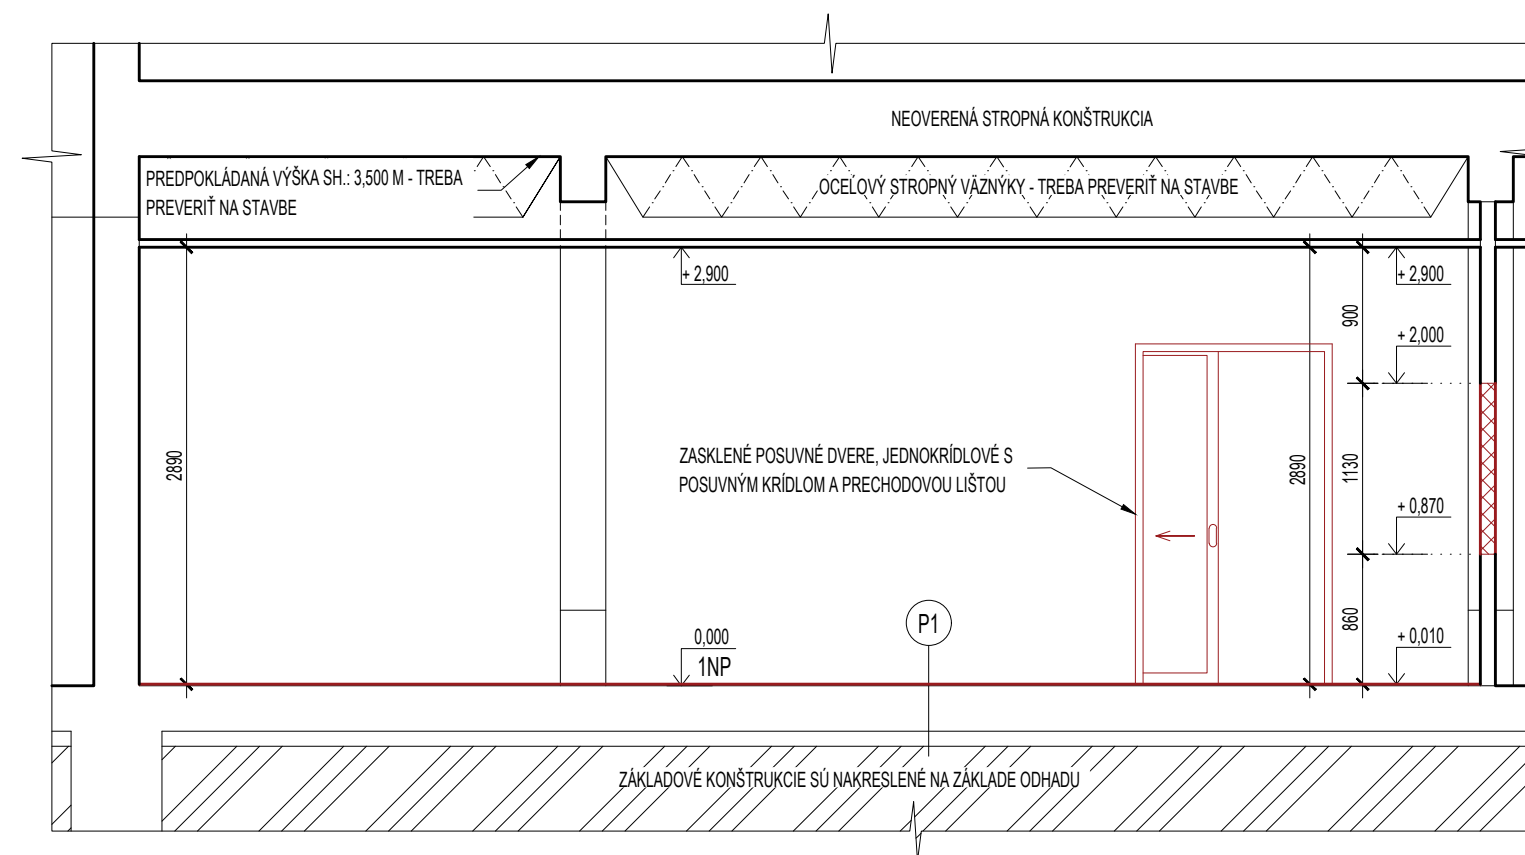 NEOVERENÁ STROPNÁ KONŠTRUKCIA
PREDPOKLÁDANÁ VÝŠKA SH.: 3,500 M - TREBA
PREVERIŤ NA STAVBE
OCEĽOVÝ STROPNÝ VÄZNÝKY - TREBA PREVERIŤ NA STAVBE
+ 2,900
+ 2,900
900
+ 2,000
ZASKLENÉ POSUVNÉ DVERE, JEDNOKRÍDLOVÉ S
POSUVNÝM KRÍDLOM A PRECHODOVOU LIŠTOU
2890
2890
1130
+ 0,870
860
P1
0,000
1NP
+ 0,010
ZÁKLADOVÉ KONŠTRUKCIE SÚ NAKRESLENÉ NA ZÁKLADE ODHADU